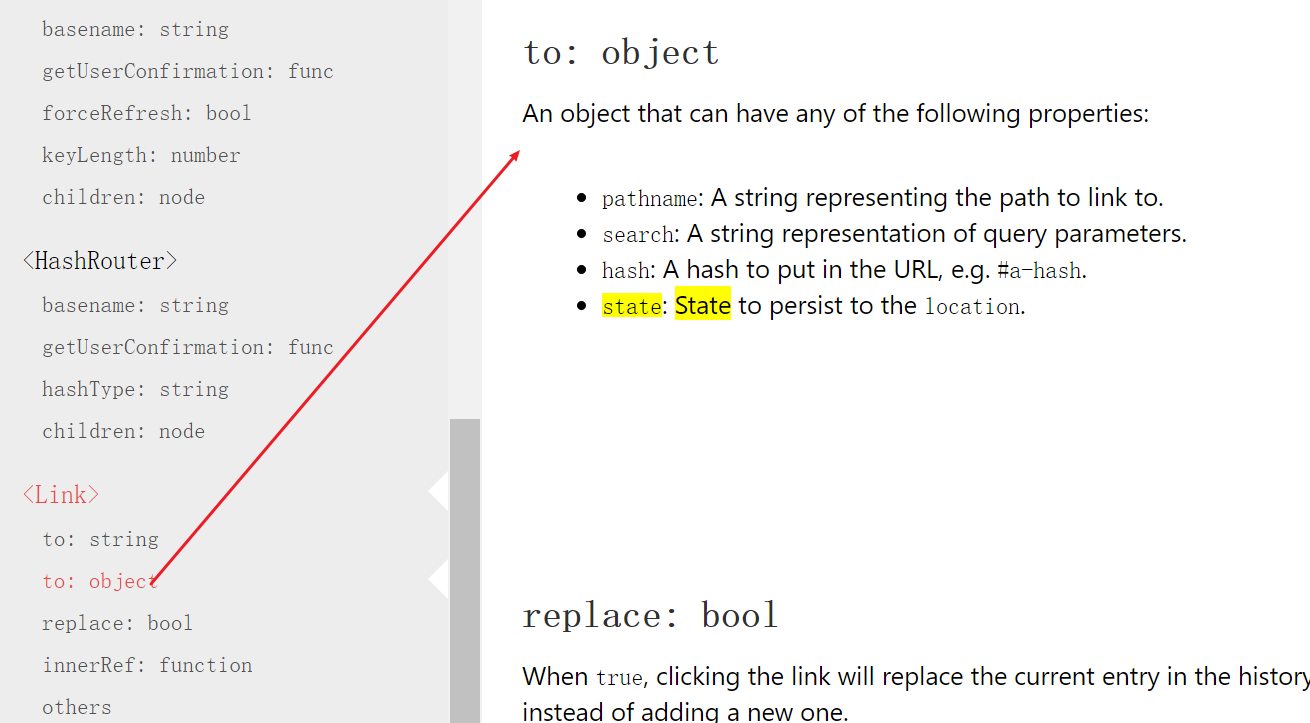 basename: string
getUserConfirmation: func
forceRefresh: bool
keyLength: number
children: node
<HashRouter>
basename: string
getUserConfirmation: func
hashType: string
children: node
<Link>
to: string
to: object
replace: bool
innerRef: function
others
to: object
An object that can have any of the following properties:
• pathname: A string representing the path to link to.
• search: A string representation of query parameters.
• hash: A hash to put in the URL, e.g. #a-hash.
• state: State to persist to the location.
replace: bool
When true, clicking the link will replace the current entry in the history
instead of adding a new one.